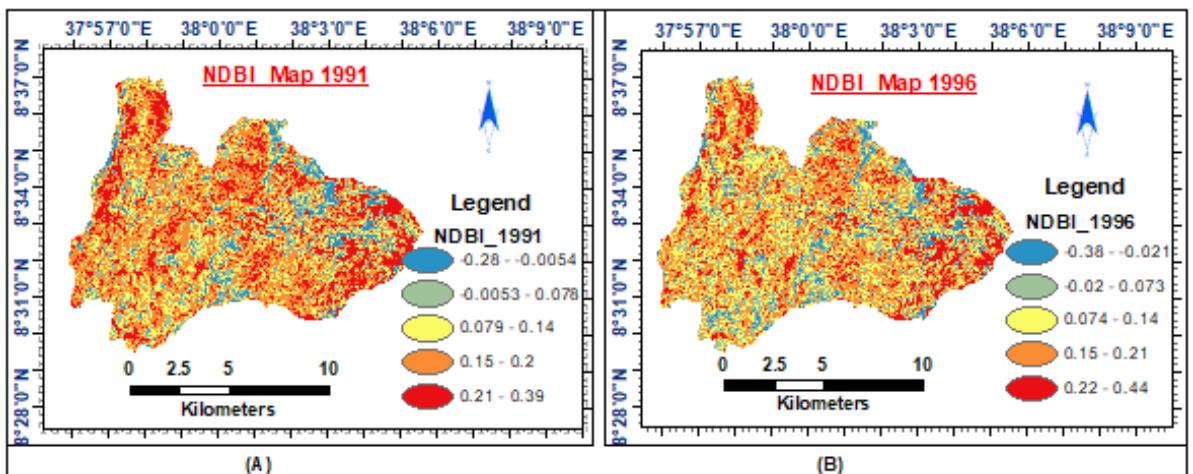 37°57'0"E 38°0'0"E 38°3'0"E 38°6'0"E 38°9'0"E
8°37'0"N
8°34'0"N
8°31'0"N
8°28'0"N
NDBI Map 1991
Legend
NDBI_1991
-0.28 - -0.0054
-0.0053 - 0.078
0.079 - 0.14
0.15 - 0.2
0.21 - 0.39
0 2.5 5 10
Kilometers
(A)
37°57'0"E 38°0'0"E 38°3'0"E 38°6'0"E 38°9'0"E
8°37'0"N
8°34'0"N
8°31'0"N
8°28'0"N
NDBI Map 1996
Legend
NDBI_1996
-0.38 - -0.021
-0.02 - 0.073
0.074 - 0.14
0.15 - 0.21
0.22 - 0.44
0 2.5 5 10
Kilometers
(B)